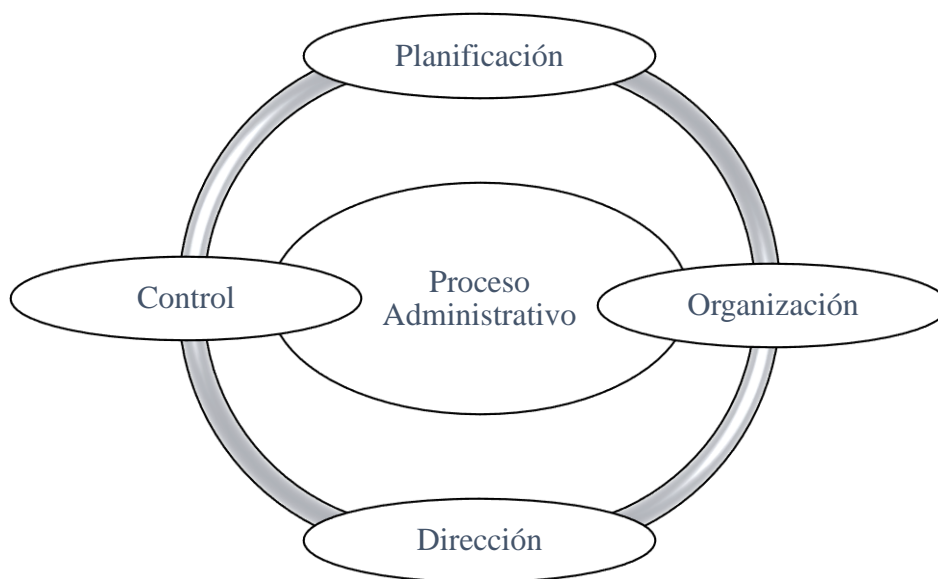 Planificación
Control
Proceso
Administrativo
Organización
Dirección